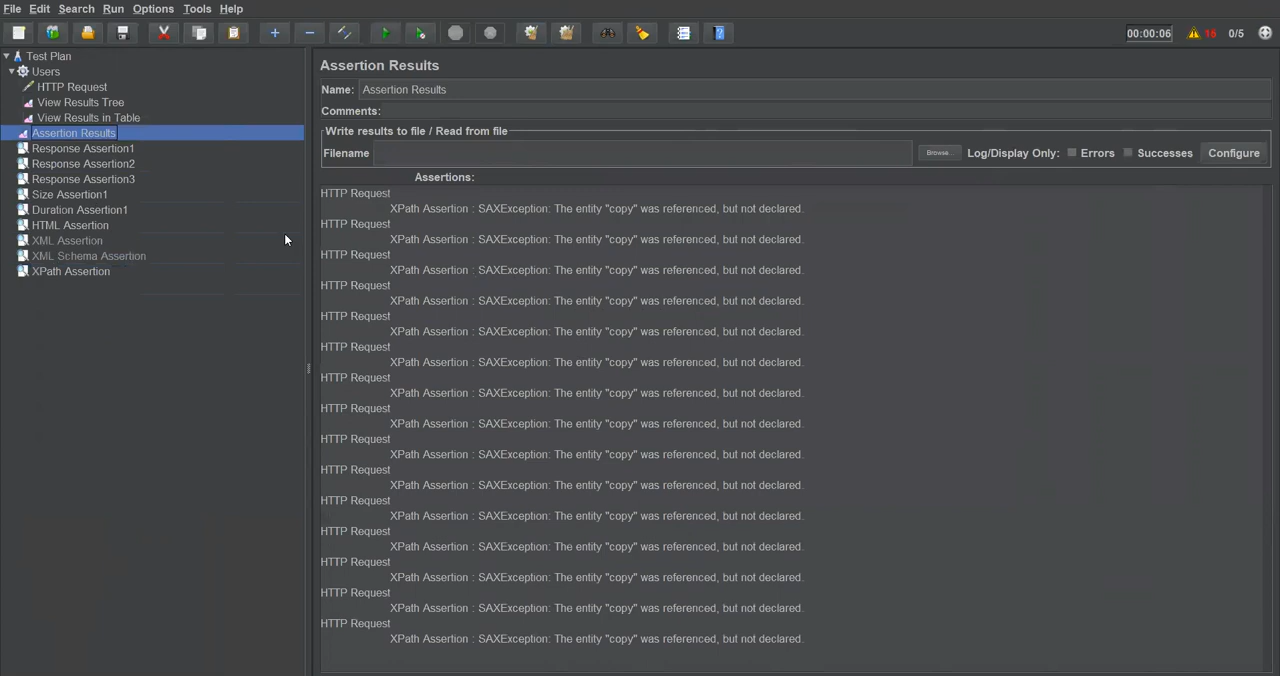 File Edit Search Run Options Tools Help
00:00:06 16 0/5
Test Plan
Users
HTTP Request
View Results Tree
View Results in Table
Assertion Results
Response Assertion1
Response Assertion2
Response Assertion3
Size Assertion1
Duration Assertion1
HTML Assertion
XML Assertion
XML Schema Assertion
XPath Assertion
Assertion Results
Name: Assertion Results
Comments:
Write results to file / Read from file
Filename Browse... Log/Display Only: Errors Successes Configure
Assertions:
HTTP Request
XPath Assertion : SAXException: The entity "copy" was referenced, but not declared.
HTTP Request
XPath Assertion : SAXException: The entity "copy" was referenced, but not declared.
HTTP Request
XPath Assertion : SAXException: The entity "copy" was referenced, but not declared.
HTTP Request
XPath Assertion : SAXException: The entity "copy" was referenced, but not declared.
HTTP Request
XPath Assertion : SAXException: The entity "copy" was referenced, but not declared.
HTTP Request
XPath Assertion : SAXException: The entity "copy" was referenced, but not declared.
HTTP Request
XPath Assertion : SAXException: The entity "copy" was referenced, but not declared.
HTTP Request
XPath Assertion : SAXException: The entity "copy" was referenced, but not declared.
HTTP Request
XPath Assertion : SAXException: The entity "copy" was referenced, but not declared.
HTTP Request
XPath Assertion : SAXException: The entity "copy" was referenced, but not declared.
HTTP Request
XPath Assertion : SAXException: The entity "copy" was referenced, but not declared.
HTTP Request
XPath Assertion : SAXException: The entity "copy" was referenced, but not declared.
HTTP Request
XPath Assertion : SAXException: The entity "copy" was referenced, but not declared.
HTTP Request
XPath Assertion : SAXException: The entity "copy" was referenced, but not declared.
HTTP Request
XPath Assertion : SAXException: The entity "copy" was referenced, but not declared.